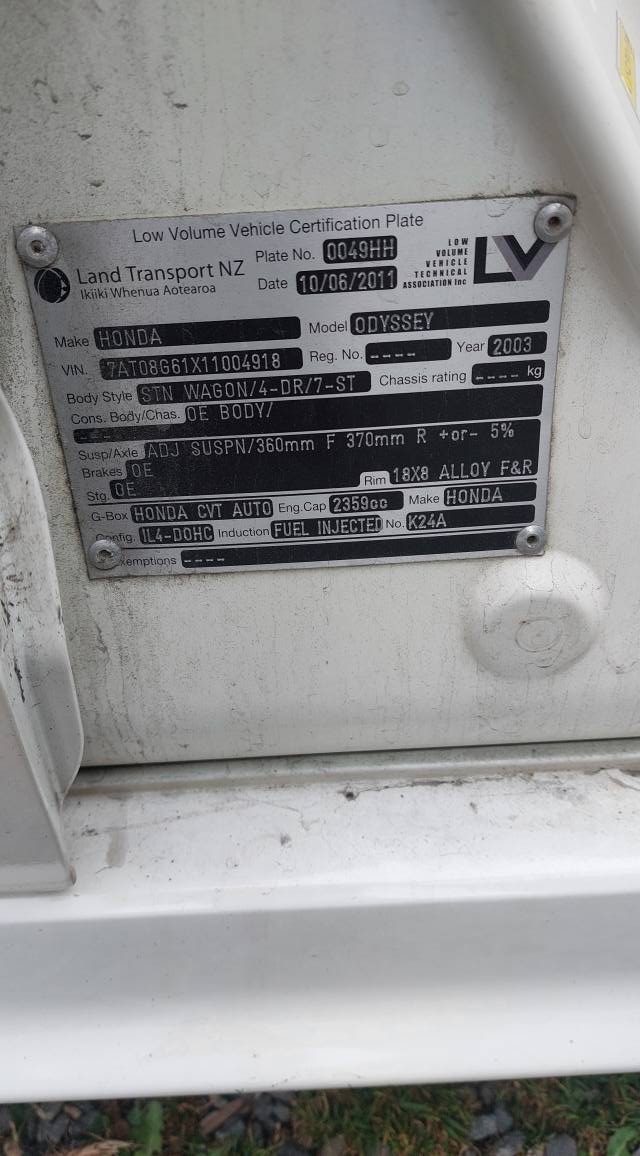 Low Volume Vehicle Certification Plate
Land Transport NZ
Ikiiki Whenua Aotearoa
Plate No. 0049HH
Date 10/06/2011
LOW
VOLUME
VEHICLE
TECHNICAL
ASSOCIATION Inc
LV
Make HONDA Model ODYSSEY
VIN. 7AT08G61X11004918 Reg. No. ---- Year 2003
Body Style STN WAGON/4-DR/7-ST Chassis rating ---- kg
Cons. Body/Chas. OE BODY/
----
Susp/Axle ADJ SUSPN/360mm F 370mm R +or- 5%
Brakes OE
Stg. OE Rim 18X8 ALLOY F&R
G-Box HONDA CVT AUTO Eng.Cap 2359cc Make HONDA
Config. IL4-DOHC Induction FUEL INJECTED No. K24A
Exemptions ----